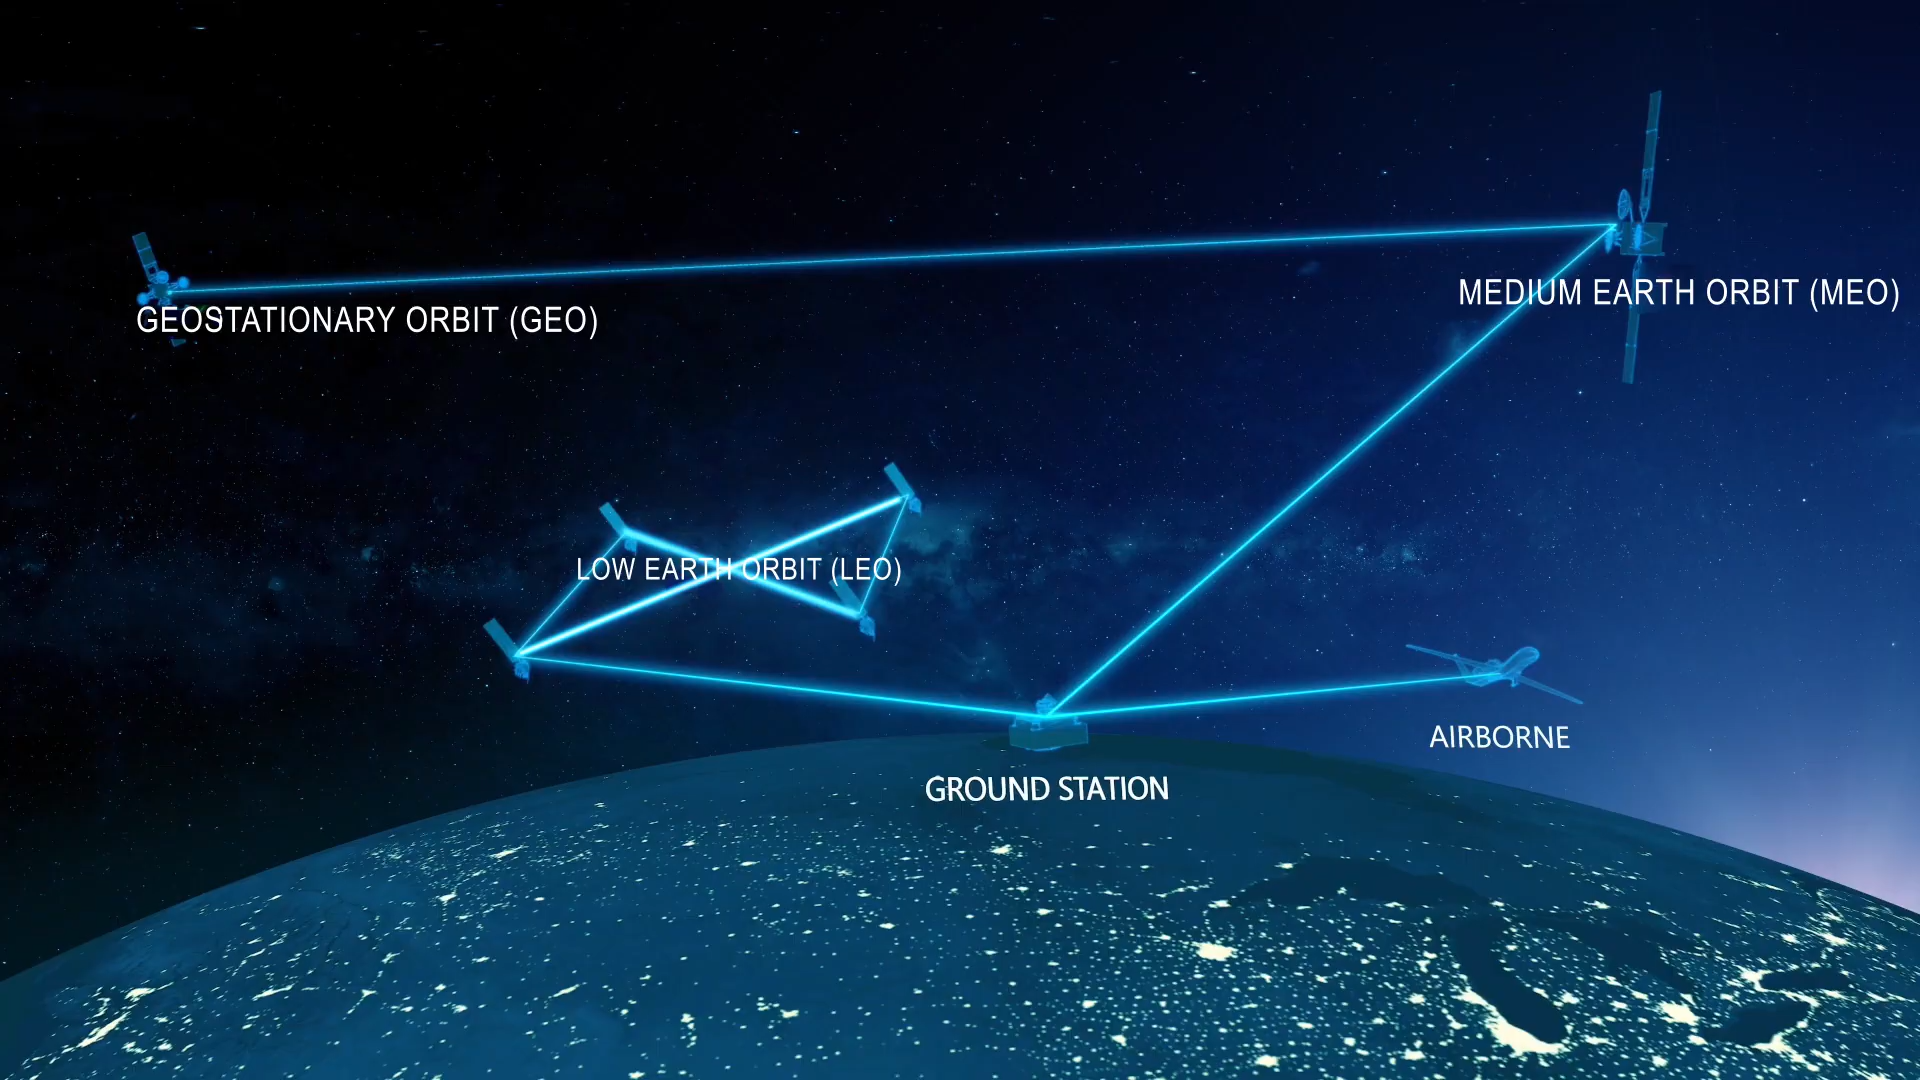 MEDIUM EARTH ORBIT (MEO)
GEOSTATIONARY ORBIT (GEO)
LOW EARTH ORBIT (LEO)
AIRBORNE
GROUND STATION